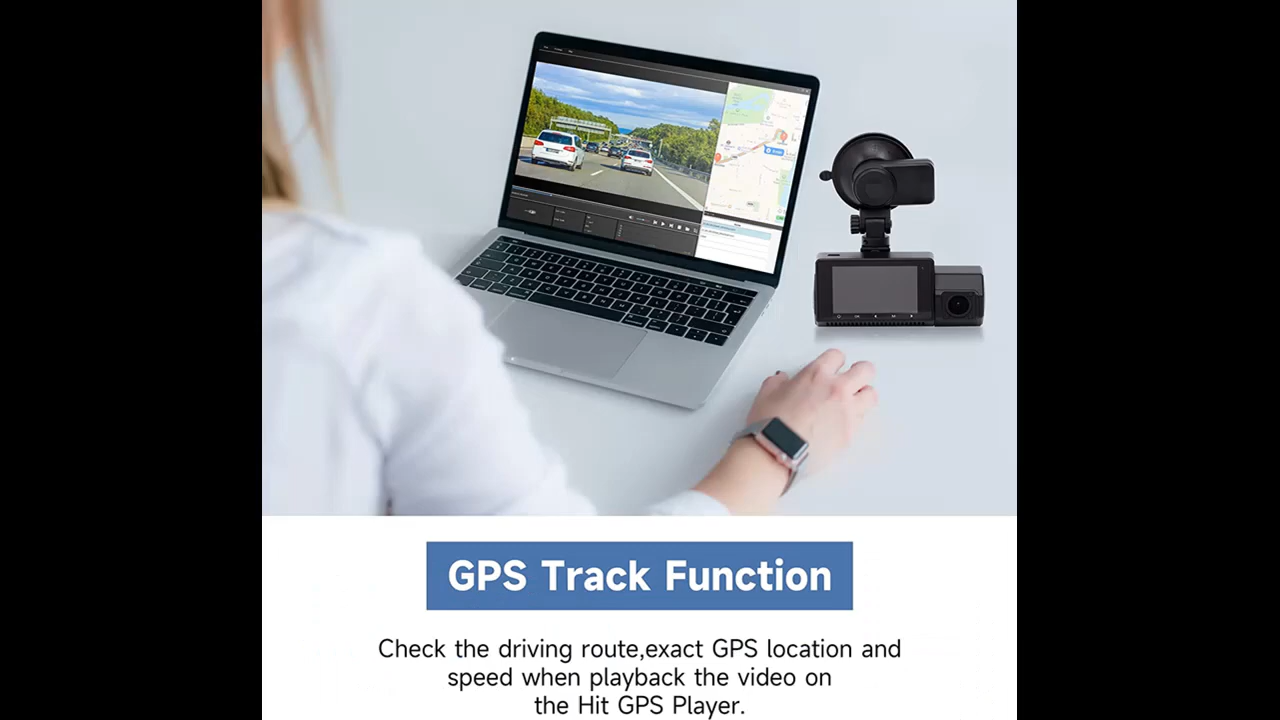 GPS Track Function
Check the driving route,exact GPS location and
speed when playback the video on
the Hit GPS Player.